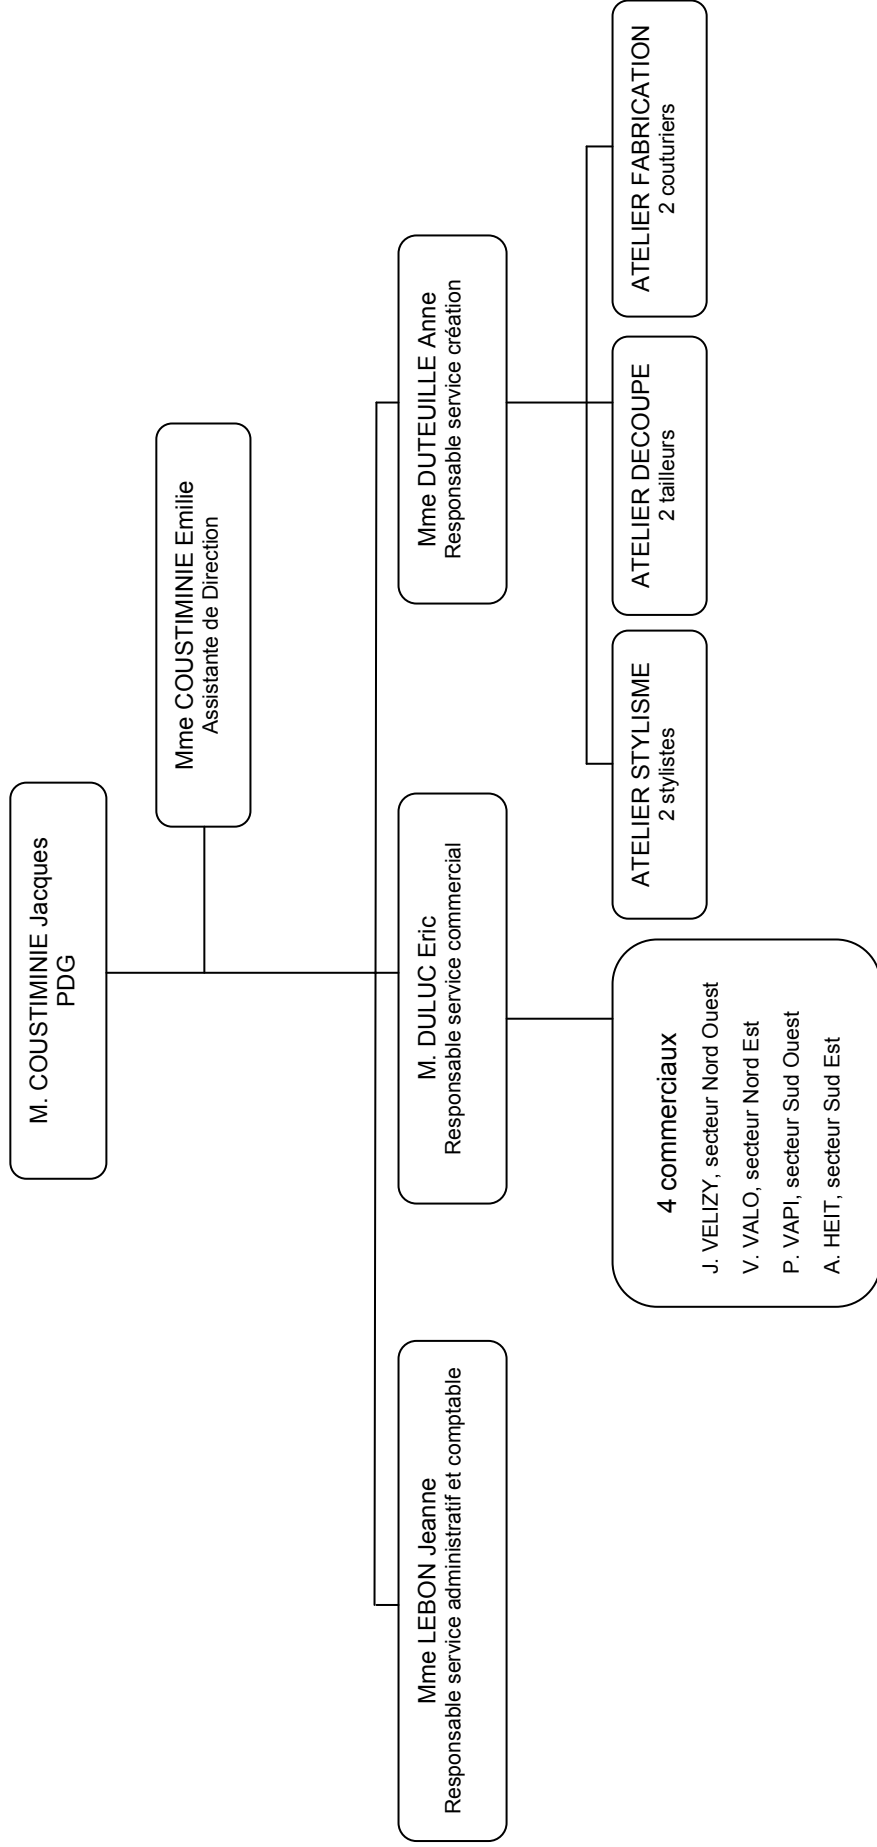 M. COUSTIMINIE Jacques
PDG
Mme COUSTIMINIE Emilie
Assistante de Direction
Mme LEBON Jeanne
Responsable service administratif et comptable
M. DULUC Eric
Responsable service commercial
Mme DUTEUILLE Anne
Responsable service création
4 commerciaux
J. VELIZY, secteur Nord Ouest
V. VALO, secteur Nord Est
P. VAPI, secteur Sud Ouest
A. HEIT, secteur Sud Est
ATELIER STYLISME
2 stylistes
ATELIER DECOUPE
2 tailleurs
ATELIER FABRICATION
2 couturiers